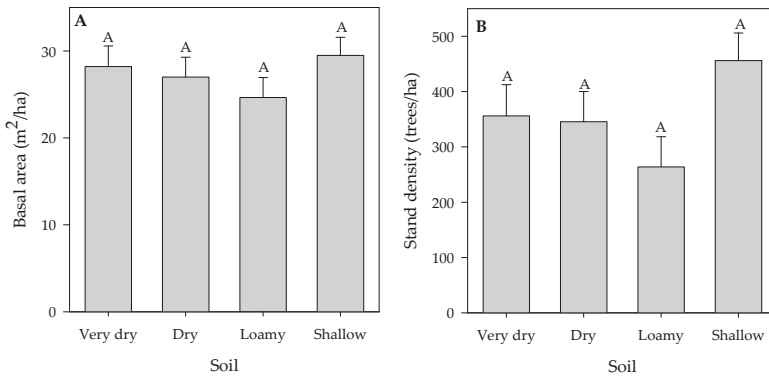 A
Basal area (m²/ha)
30
20
10
0
A
A
A
A
Very dry
Dry
Loamy
Shallow
Soil
B
Stand density (trees/ha)
500
400
300
200
100
0
A
A
A
A
Very dry
Dry
Loamy
Shallow
Soil